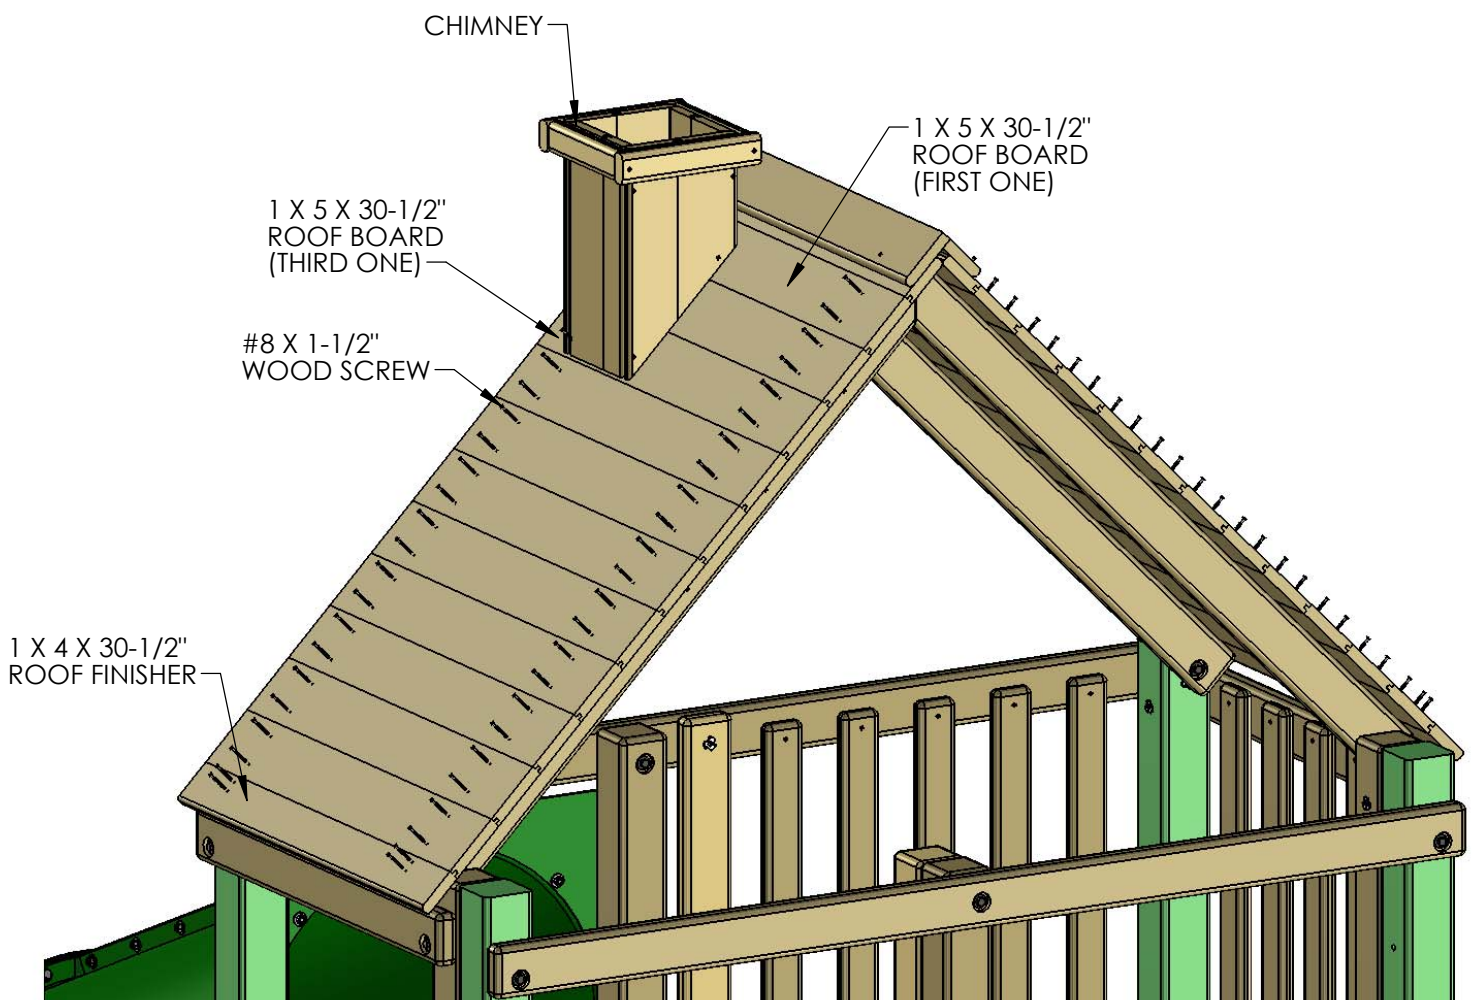 CHIMNEY
1 X 5 X 30-1/2"
ROOF BOARD
(FIRST ONE)
1 X 5 X 30-1/2"
ROOF BOARD
(THIRD ONE)
#8 X 1-1/2"
WOOD SCREW
1 X 4 X 30-1/2"
ROOF FINISHER